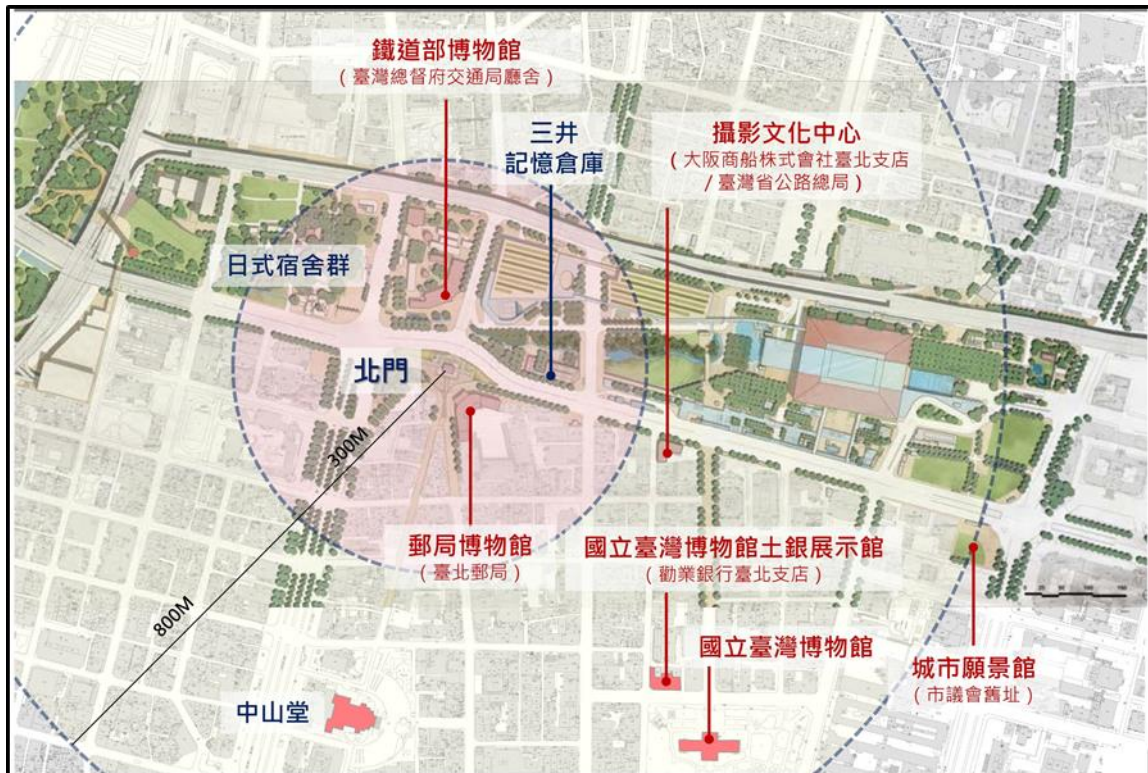 鐵道部博物館
(臺灣總督府交通局廳舍)
三井
記憶倉庫
攝影文化中心
(大阪商船株式會社臺北支店
/臺灣省公路總局)
日式宿舍群
北門
300M
郵局博物館
(臺北郵局)
國立臺灣博物館土銀展示館
(勸業銀行臺北支店)
800M
國立臺灣博物館
城市願景館
(市議會舊址)
中山堂